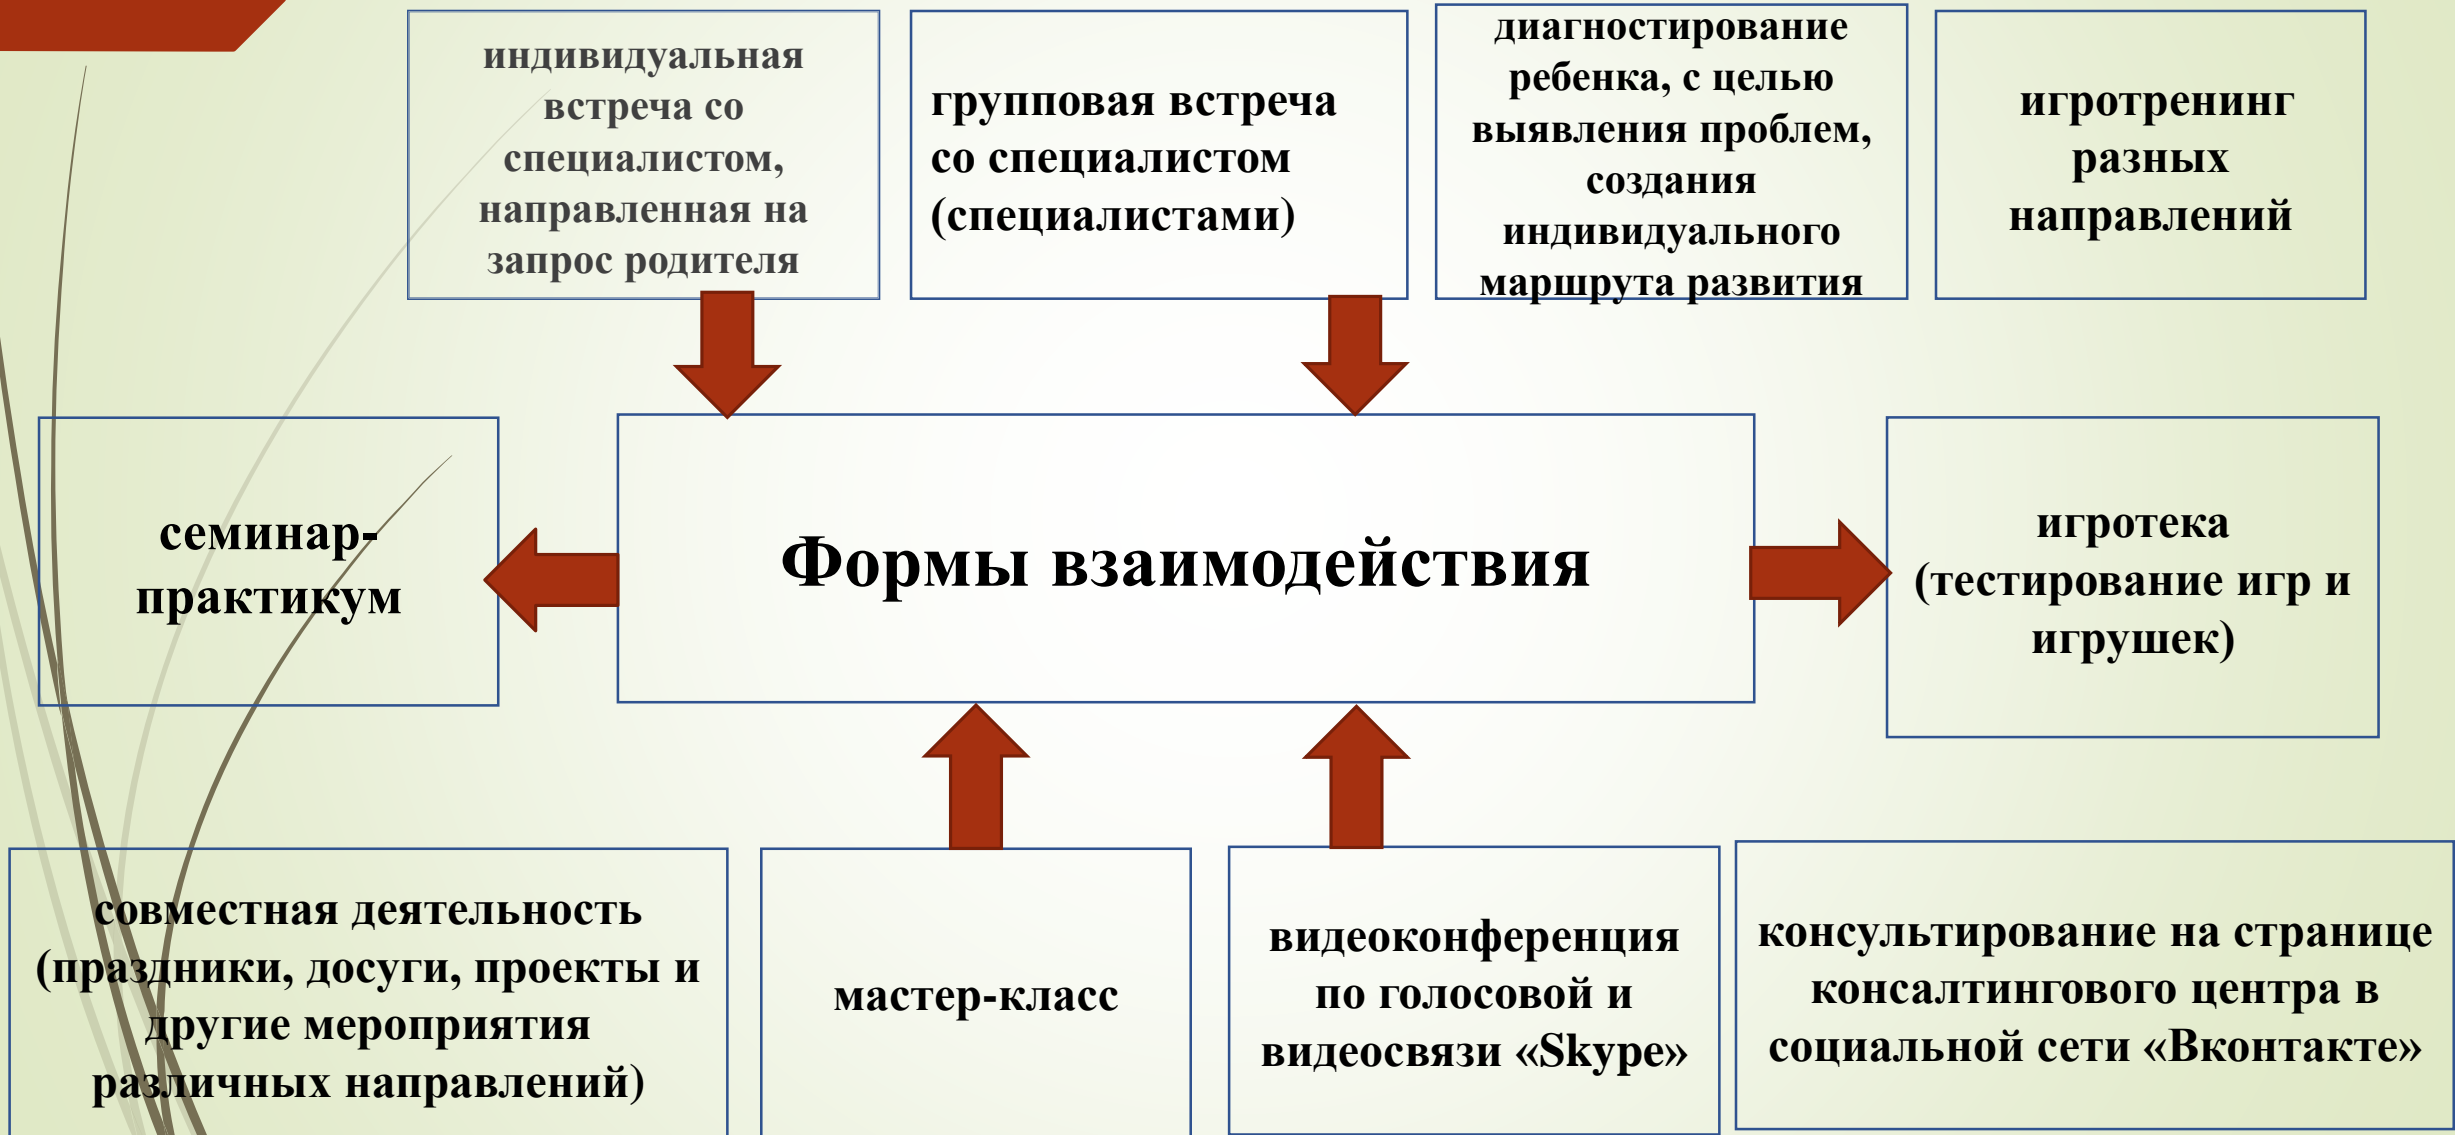 индивидуальная
встреча со
специалистом,
направленная на
запрос родителя
групповая встреча
со специалистом
(специалистами)
диагностирование
ребенка, с целью
выявления проблем,
создания
индивидуального
маршрута развития
игротренинг
разных
направлений
семинар-
практикум
Формы взаимодействия
игротека
(тестирование игр и
игрушек)
совместная деятельность
(праздники, досуги, проекты и
другие мероприятия
различных направлений)
мастер-класс
видеоконференция
по голосовой и
видеосвязи «Skype»
консультирование на странице
консалтингового центра в
социальной сети «Вконтакте»